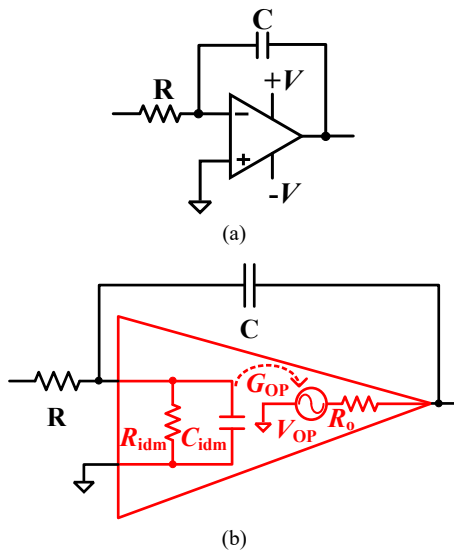 C
R
+V
−
+
-V
(a)
C
R
G_OP
R_idm
C_idm
V_OP
R_o
(b)